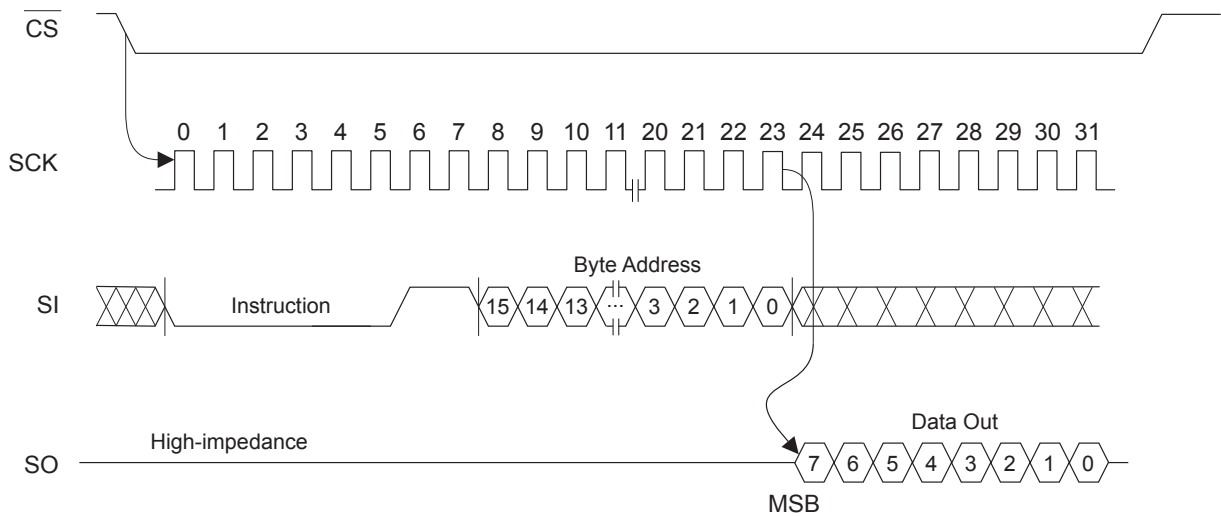 CS
0 1 2 3 4 5 6 7 8 9 10 11 20 21 22 23 24 25 26 27 28 29 30 31
SCK
Byte Address
SI Instruction 15 14 13 ... 3 2 1 0
High-impedance Data Out
SO 7 6 5 4 3 2 1 0
MSB